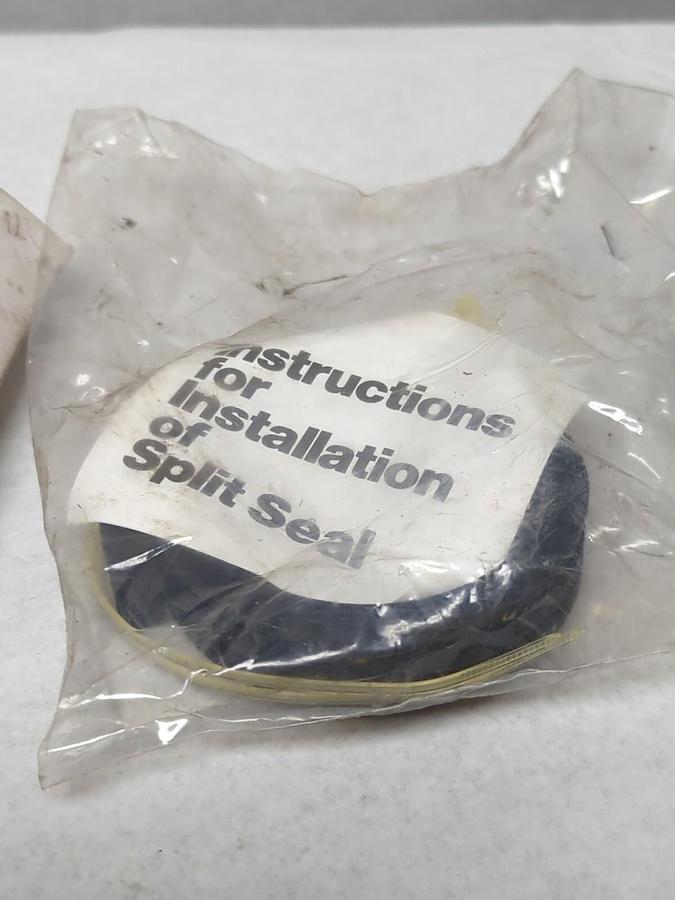 Instructions
for
Installation
of
Split Seal